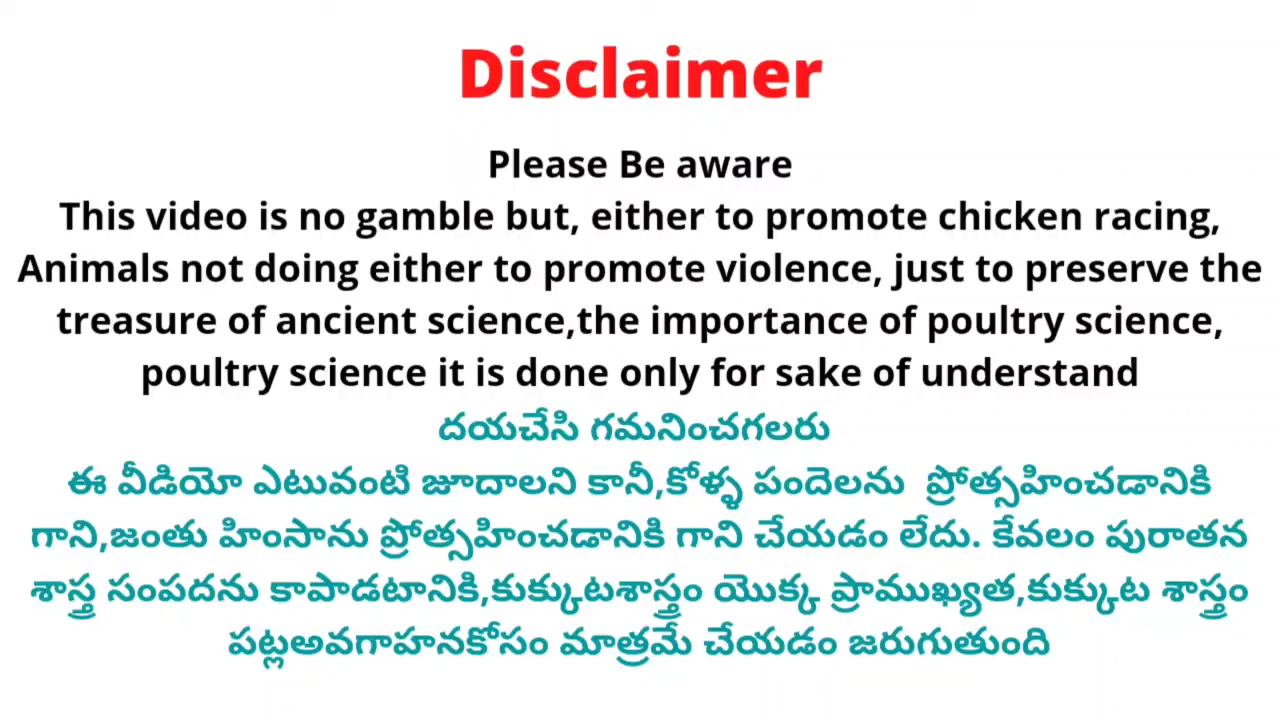 Disclaimer
Please Be aware
This video is no gamble but, either to promote chicken racing,
Animals not doing either to promote violence, just to preserve the
treasure of ancient science,the importance of poultry science,
poultry science it is done only for sake of understand
దయచేసి గమనించగలరు
ఈ వీడియో ఎటువంటి జూదాలని కానీ,కోళ్ళ పందెలను ప్రోత్సహించడానికి
గాని,జంతు హింసాను ప్రోత్సహించడానికి గాని చేయడం లేదు. కేవలం పురాతన
శాస్త్ర సంపదను కాపాడటానికి,కుక్కుటశాస్త్రం యొక్క ప్రాముఖ్యత,కుక్కుట శాస్త్రం
పట్లఅవగాహనకోసం మాత్రమే చేయడం జరుగుతుంది